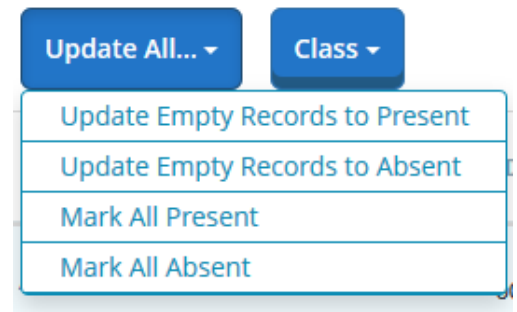 Update All...
Class
Update Empty Records to Present
Update Empty Records to Absent
Mark All Present
Mark All Absent